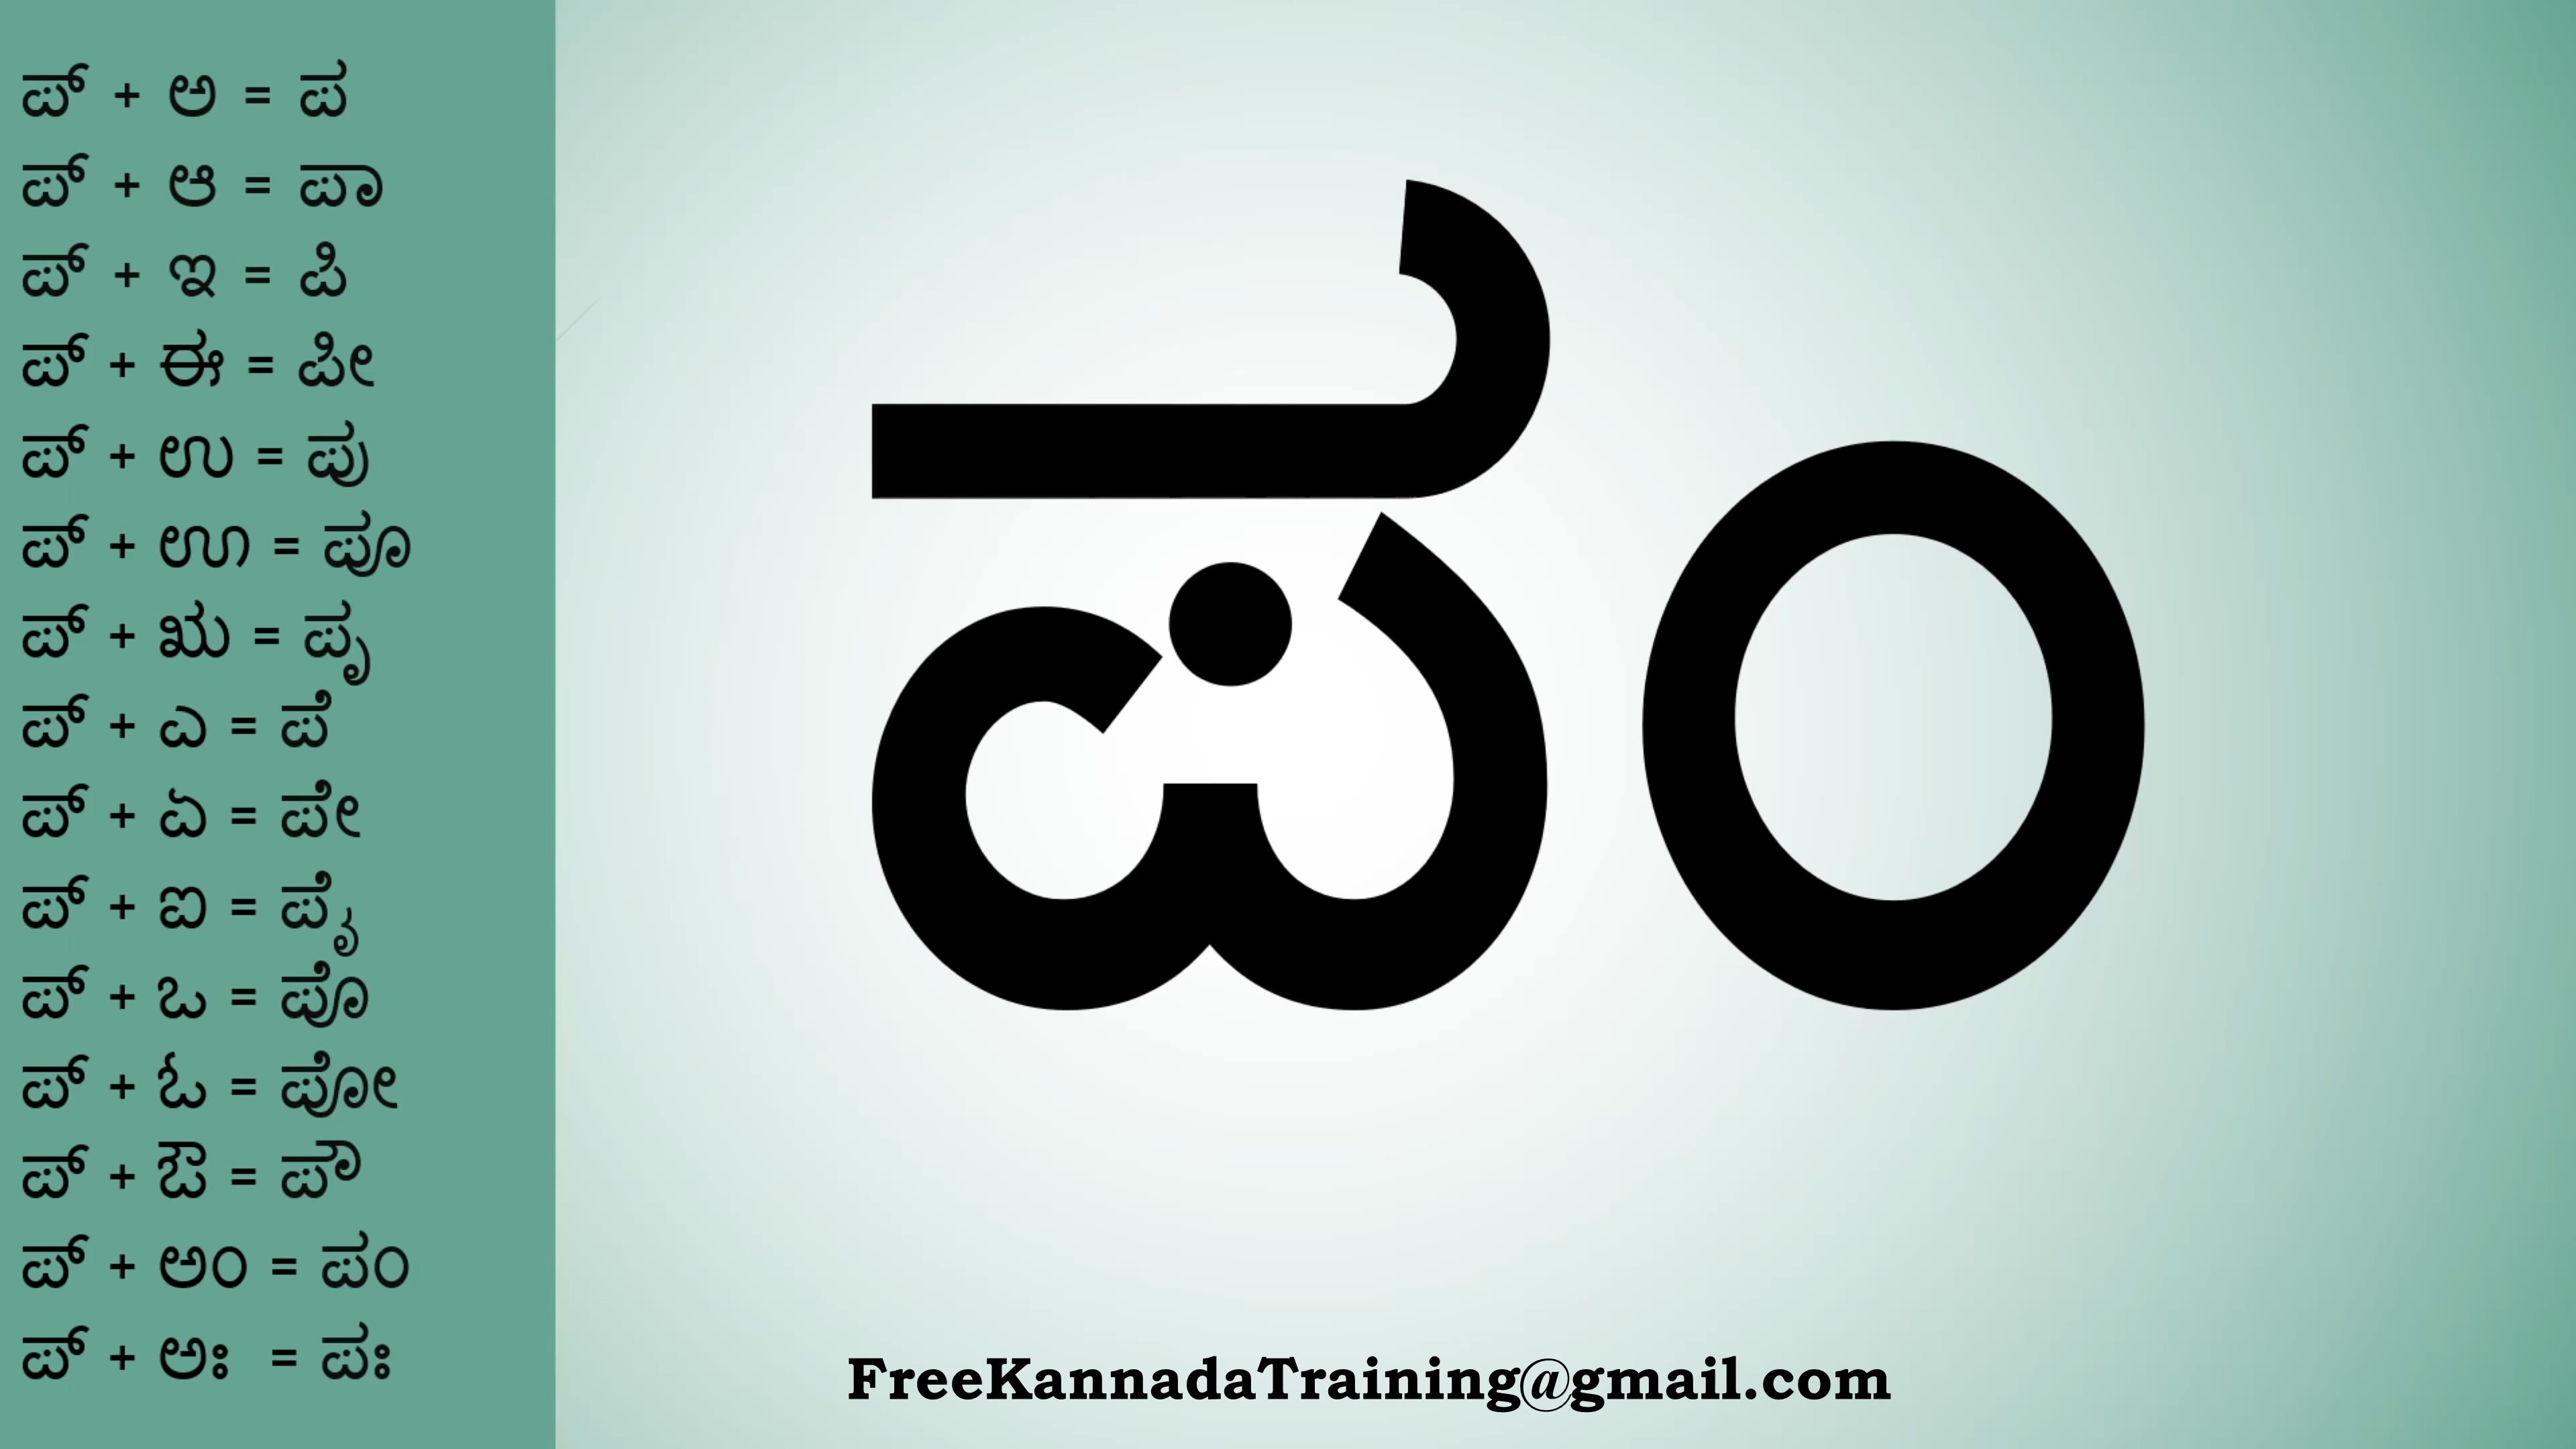 ಪ್ + ಅ = ಪ
ಪ್ + ಆ = ಪಾ
ಪ್ + ಇ = ಪಿ
ಪ್ + ಈ = ಪೀ
ಪ್ + ಉ = ಪು
ಪ್ + ಊ = ಪೂ
ಪ್ + ಋ = ಪೃ
ಪ್ + ಎ = ಪೆ
ಪ್ + ಏ = ಪೇ
ಪ್ + ಐ = ಪೈ
ಪ್ + ಒ = ಪೊ
ಪ್ + ಓ = ಪೋ
ಪ್ + ಔ = ಪೌ
ಪ್ + ಅಂ = ಪಂ
ಪ್ + ಅಃ = ಪಃ
ಪಂ
FreeKannadaTraining@gmail.com